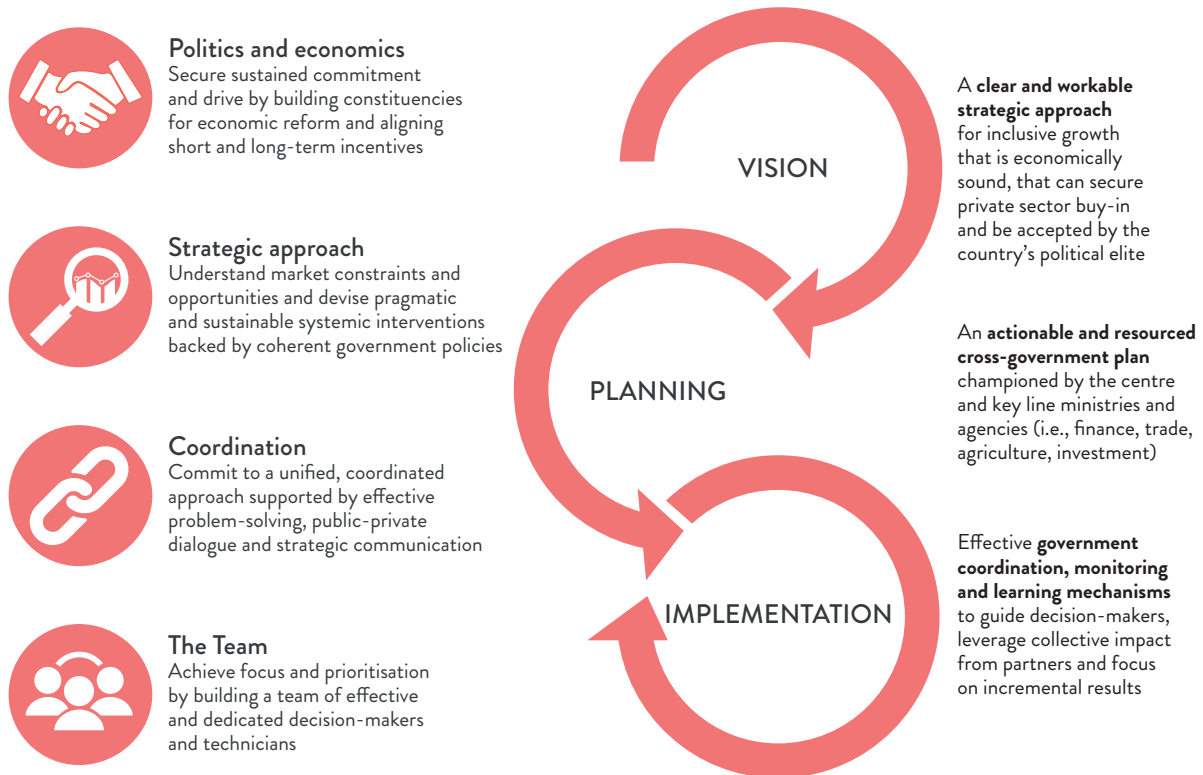 Politics and economics
Secure sustained commitment
and drive by building constituencies
for economic reform and aligning
short and long-term incentives
Strategic approach
Understand market constraints and
opportunities and devise pragmatic
and sustainable systemic interventions
backed by coherent government policies
Coordination
Commit to a unified, coordinated
approach supported by effective
problem-solving, public-private
dialogue and strategic communication
The Team
Achieve focus and prioritisation
by building a team of effective
and dedicated decision-makers
and technicians
VISION
PLANNING
IMPLEMENTATION
A clear and workable
strategic approach
for inclusive growth
that is economically
sound, that can secure
private sector buy-in
and be accepted by the
country’s political elite
An actionable and resourced
cross-government plan
championed by the centre
and key line ministries and
agencies (i.e., finance, trade,
agriculture, investment)
Effective government
coordination, monitoring
and learning mechanisms
to guide decision-makers,
leverage collective impact
from partners and focus
on incremental results